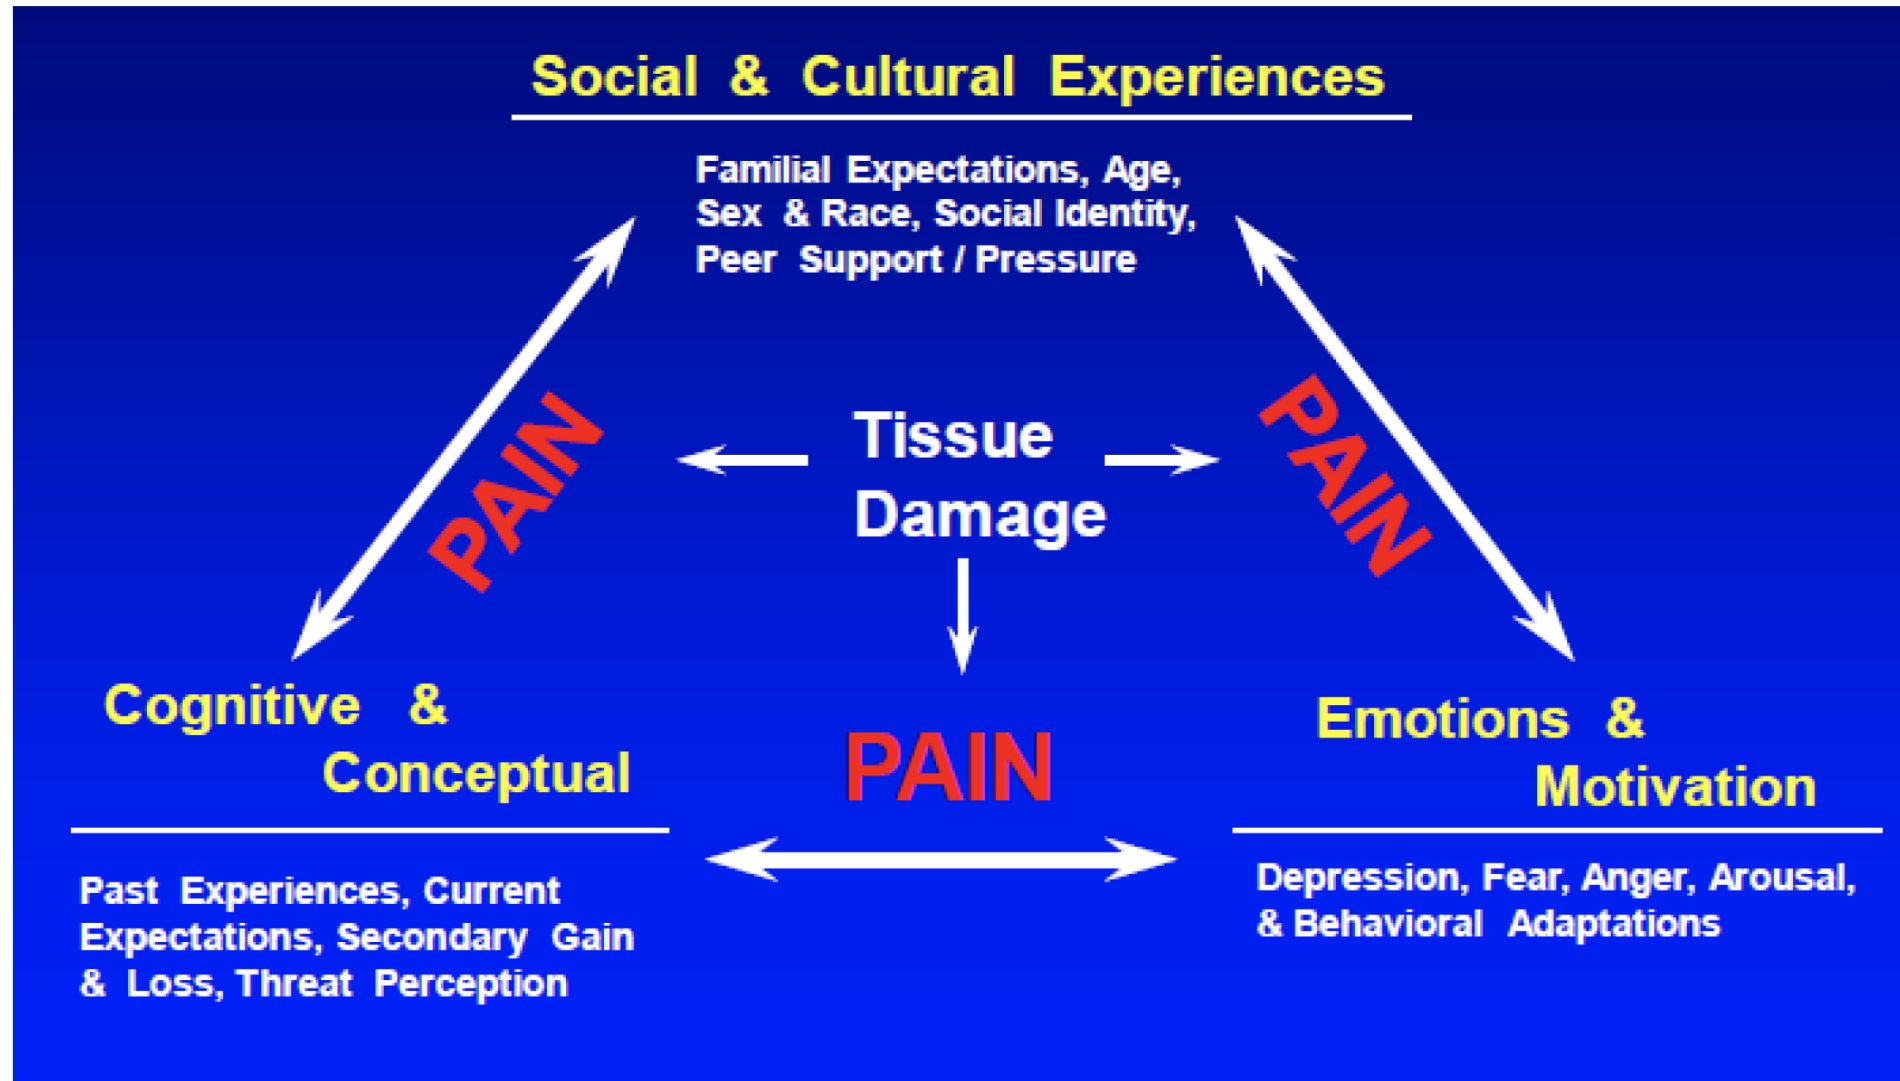 Social & Cultural Experiences
Familial Expectations, Age,
Sex & Race, Social Identity,
Peer Support / Pressure
PAIN
Tissue
Damage
PAIN
Cognitive &
Conceptual
PAIN
Emotions &
Motivation
Past Experiences, Current
Expectations, Secondary Gain
& Loss, Threat Perception
Depression, Fear, Anger, Arousal,
& Behavioral Adaptations